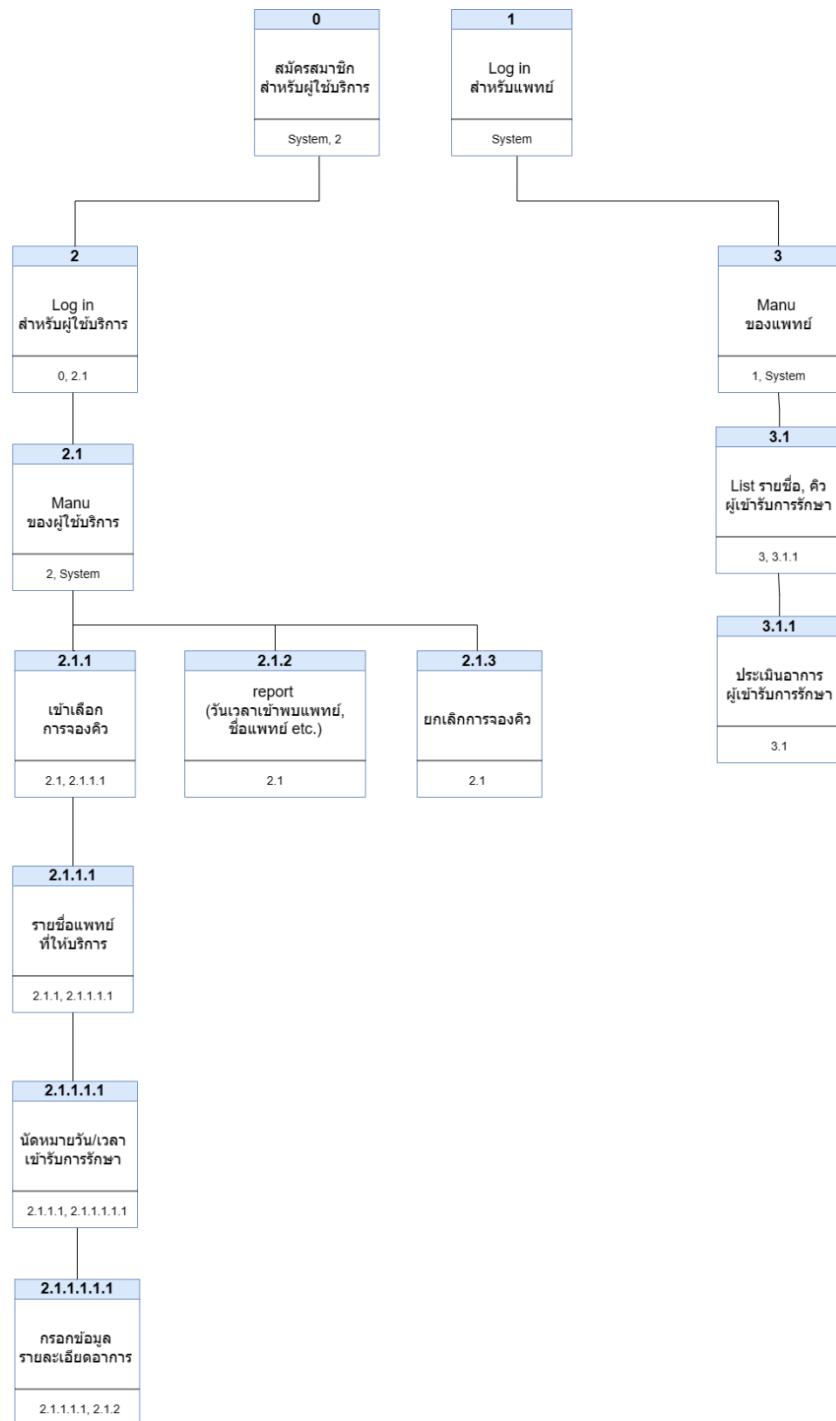 0
สมัครสมาชิก
สำหรับผู้ใช้บริการ
System, 2
1
Log in
สำหรับแพทย์
System
2
Log in
สำหรับผู้ใช้บริการ
0, 2.1
3
Manu
ของแพทย์
1, System
2.1
Manu
ของผู้ใช้บริการ
2, System
3.1
List รายชื่อ, คิว
ผู้เข้ารับการรักษา
3, 3.1.1
2.1.1
เข้าเลือก
การจองคิว
2.1, 2.1.1.1
2.1.2
report
(วันเวลาเข้าพบแพทย์,
ชื่อแพทย์ etc.)
2.1
2.1.3
ยกเลิกการจองคิว
2.1
3.1.1
ประเมินอาการ
ผู้เข้ารับการรักษา
3.1
2.1.1.1
รายชื่อแพทย์
ที่ให้บริการ
2.1.1, 2.1.1.1.1
2.1.1.1.1
นัดหมายวัน/เวลา
เข้ารับการรักษา
2.1.1.1, 2.1.1.1.1.1
2.1.1.1.1.1
กรอกข้อมูล
รายละเอียดอาการ
2.1.1.1.1, 2.1.2